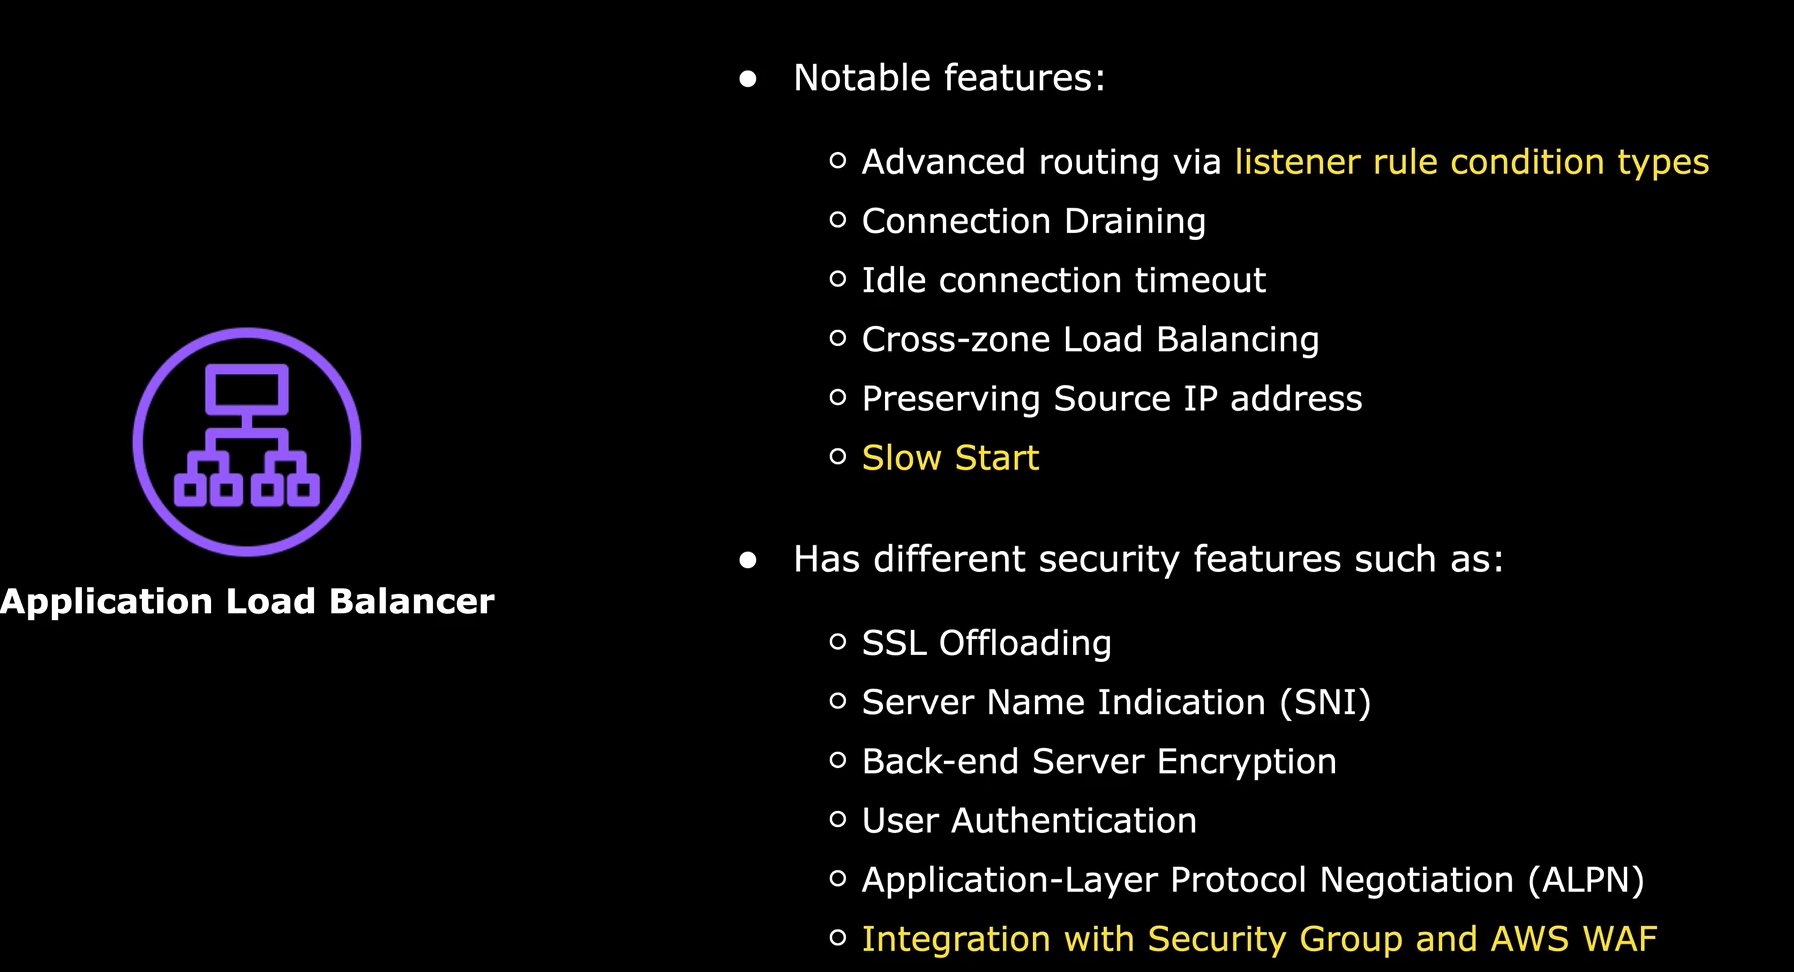 ● Notable features:
○ Advanced routing via listener rule condition types
○ Connection Draining
○ Idle connection timeout
○ Cross-zone Load Balancing
○ Preserving Source IP address
○ Slow Start
Application Load Balancer
● Has different security features such as:
○ SSL Offloading
○ Server Name Indication (SNI)
○ Back-end Server Encryption
○ User Authentication
○ Application-Layer Protocol Negotiation (ALPN)
○ Integration with Security Group and AWS WAF